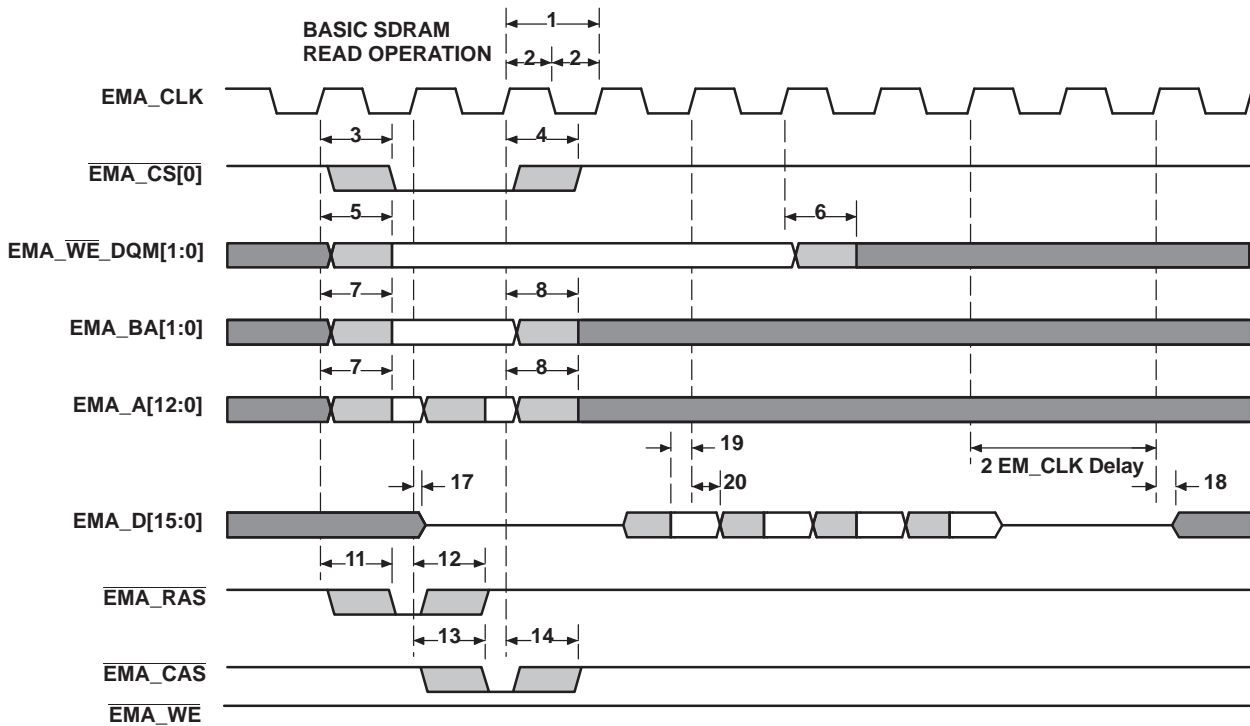 BASIC SDRAM
READ OPERATION
1
2 2
EMA_CLK
3 4
EMA_CS[0]
5 6
EMA_WE_DQM[1:0]
7 8
EMA_BA[1:0]
7 8
EMA_A[12:0]
19
2 EM_CLK Delay
17 20 18
EMA_D[15:0]
11 12
EMA_RAS
13 14
EMA_CAS
EMA_WE